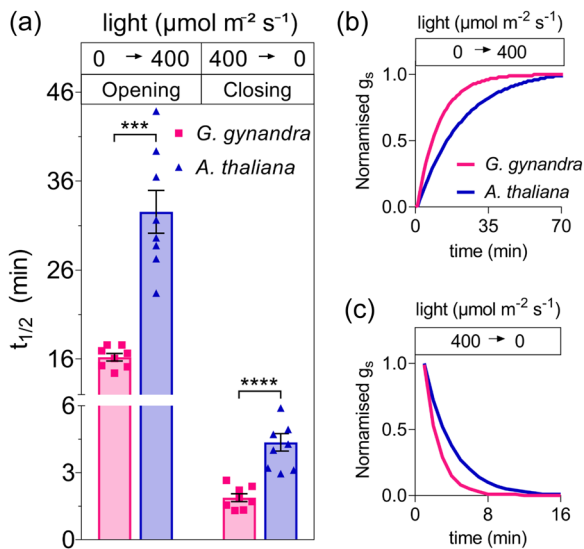 (a)
light (µmol m⁻² s⁻¹)
0 → 400
400 → 0
Opening
Closing
t1/2 (min)
46
36
26
16
6
3
0
***
****
G. gynandra
A. thaliana
(b)
light (µmol m⁻² s⁻¹)
0 → 400
Nornamised gs
1.0
0.5
0.0
G. gynandra
A. thaliana
0
35
70
time (min)
(c)
light (µmol m⁻² s⁻¹)
400 → 0
Nornamised gs
1.0
0.5
0.0
0
8
16
time (min)